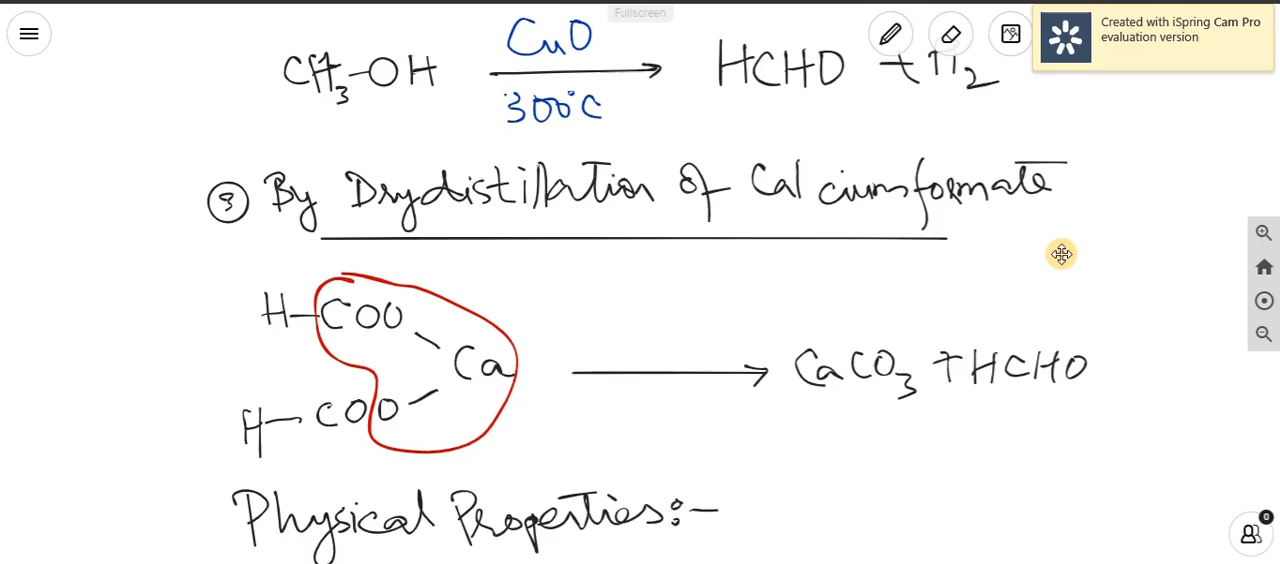 Fullscreen
Created with iSpring Cam Pro
evaluation version
0
CH3-OH CuO 300°C HCHO + H2
③ By Drydistillation of Calciumformate
H-COO
Ca → CaCO3 + HCHO
H-COO
Physical Properties:-